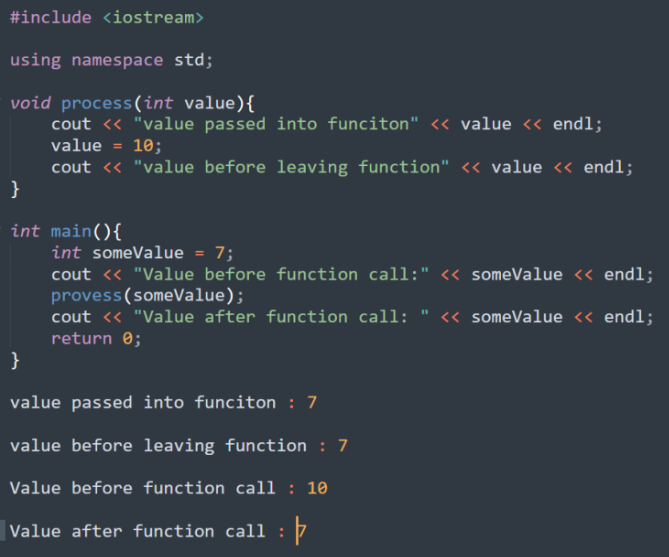 #include <iostream>
using namespace std;
void process(int value){
cout << "value passed into funciton" << value << endl;
value = 10;
cout << "value before leaving function" << value << endl;
}
int main(){
int someValue = 7;
cout << "Value before function call:" << someValue << endl;
provess(someValue);
cout << "Value after function call: " << someValue << endl;
return 0;
}
value passed into funciton : 7
value before leaving function : 7
Value before function call : 10
Value after function call : 7